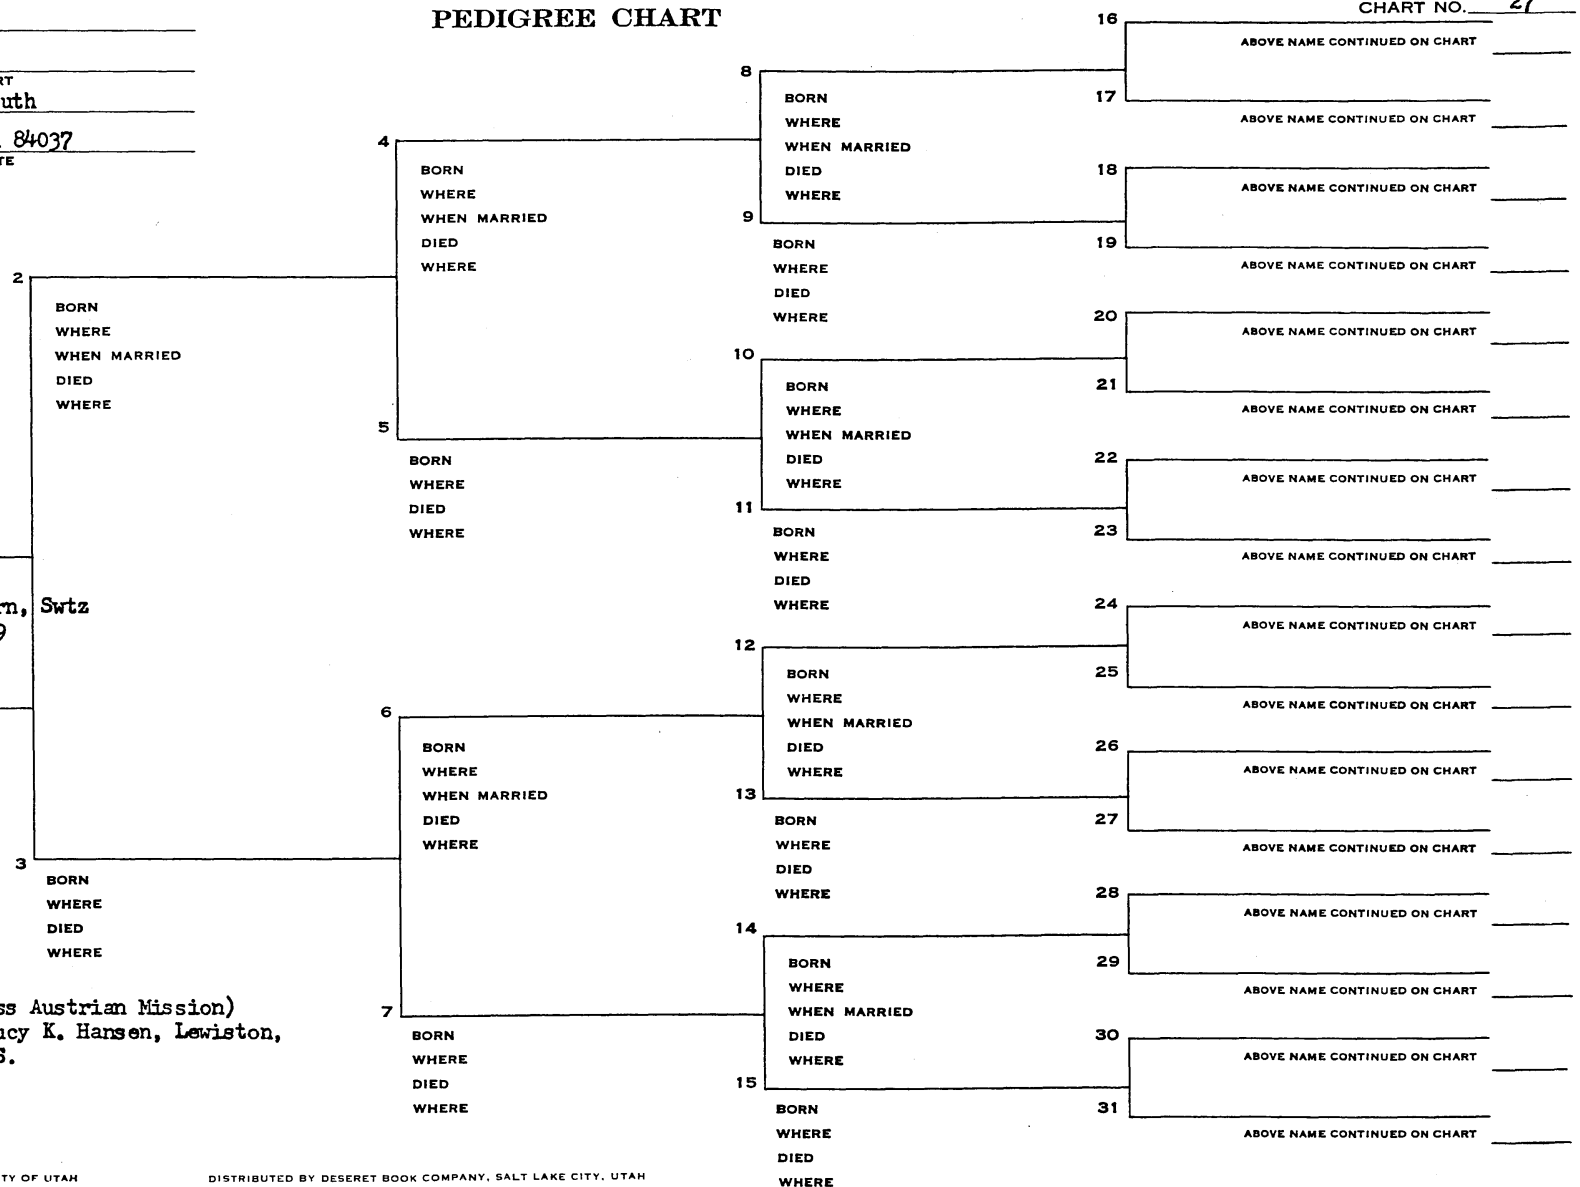 PEDIGREE CHART
CHART NO. 27
RT
uth
84037
TE
2
BORN
WHERE
WHEN MARRIED
DIED
WHERE
rn, Swtz
9
3
BORN
WHERE
DIED
WHERE
ss Austrian Mission)
ucy K. Hansen, Lewiston,
S.
4
BORN
WHERE
WHEN MARRIED
DIED
WHERE
5
BORN
WHERE
DIED
WHERE
6
BORN
WHERE
WHEN MARRIED
DIED
WHERE
7
BORN
WHERE
DIED
WHERE
8
BORN
WHERE
WHEN MARRIED
DIED
WHERE
9
BORN
WHERE
DIED
WHERE
10
BORN
WHERE
WHEN MARRIED
DIED
WHERE
11
BORN
WHERE
DIED
WHERE
12
BORN
WHERE
WHEN MARRIED
DIED
WHERE
13
BORN
WHERE
DIED
WHERE
14
BORN
WHERE
WHEN MARRIED
DIED
WHERE
15
BORN
WHERE
DIED
WHERE
16
ABOVE NAME CONTINUED ON CHART
17
ABOVE NAME CONTINUED ON CHART
18
ABOVE NAME CONTINUED ON CHART
19
ABOVE NAME CONTINUED ON CHART
20
ABOVE NAME CONTINUED ON CHART
21
ABOVE NAME CONTINUED ON CHART
22
ABOVE NAME CONTINUED ON CHART
23
ABOVE NAME CONTINUED ON CHART
24
ABOVE NAME CONTINUED ON CHART
25
ABOVE NAME CONTINUED ON CHART
26
ABOVE NAME CONTINUED ON CHART
27
ABOVE NAME CONTINUED ON CHART
28
ABOVE NAME CONTINUED ON CHART
29
ABOVE NAME CONTINUED ON CHART
30
ABOVE NAME CONTINUED ON CHART
31
ABOVE NAME CONTINUED ON CHART
TY OF UTAH
DISTRIBUTED BY DESERET BOOK COMPANY, SALT LAKE CITY, UTAH